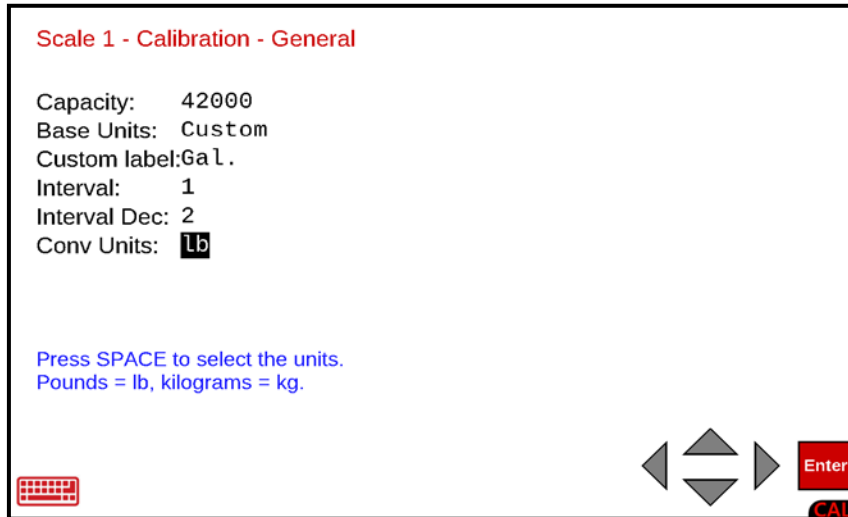 Scale 1 - Calibration - General
Capacity: 42000
Base Units: Custom
Custom label:Gal.
Interval: 1
Interval Dec: 2
Conv Units: lb
Press SPACE to select the units.
Pounds = lb, kilograms = kg.
Enter
CAL